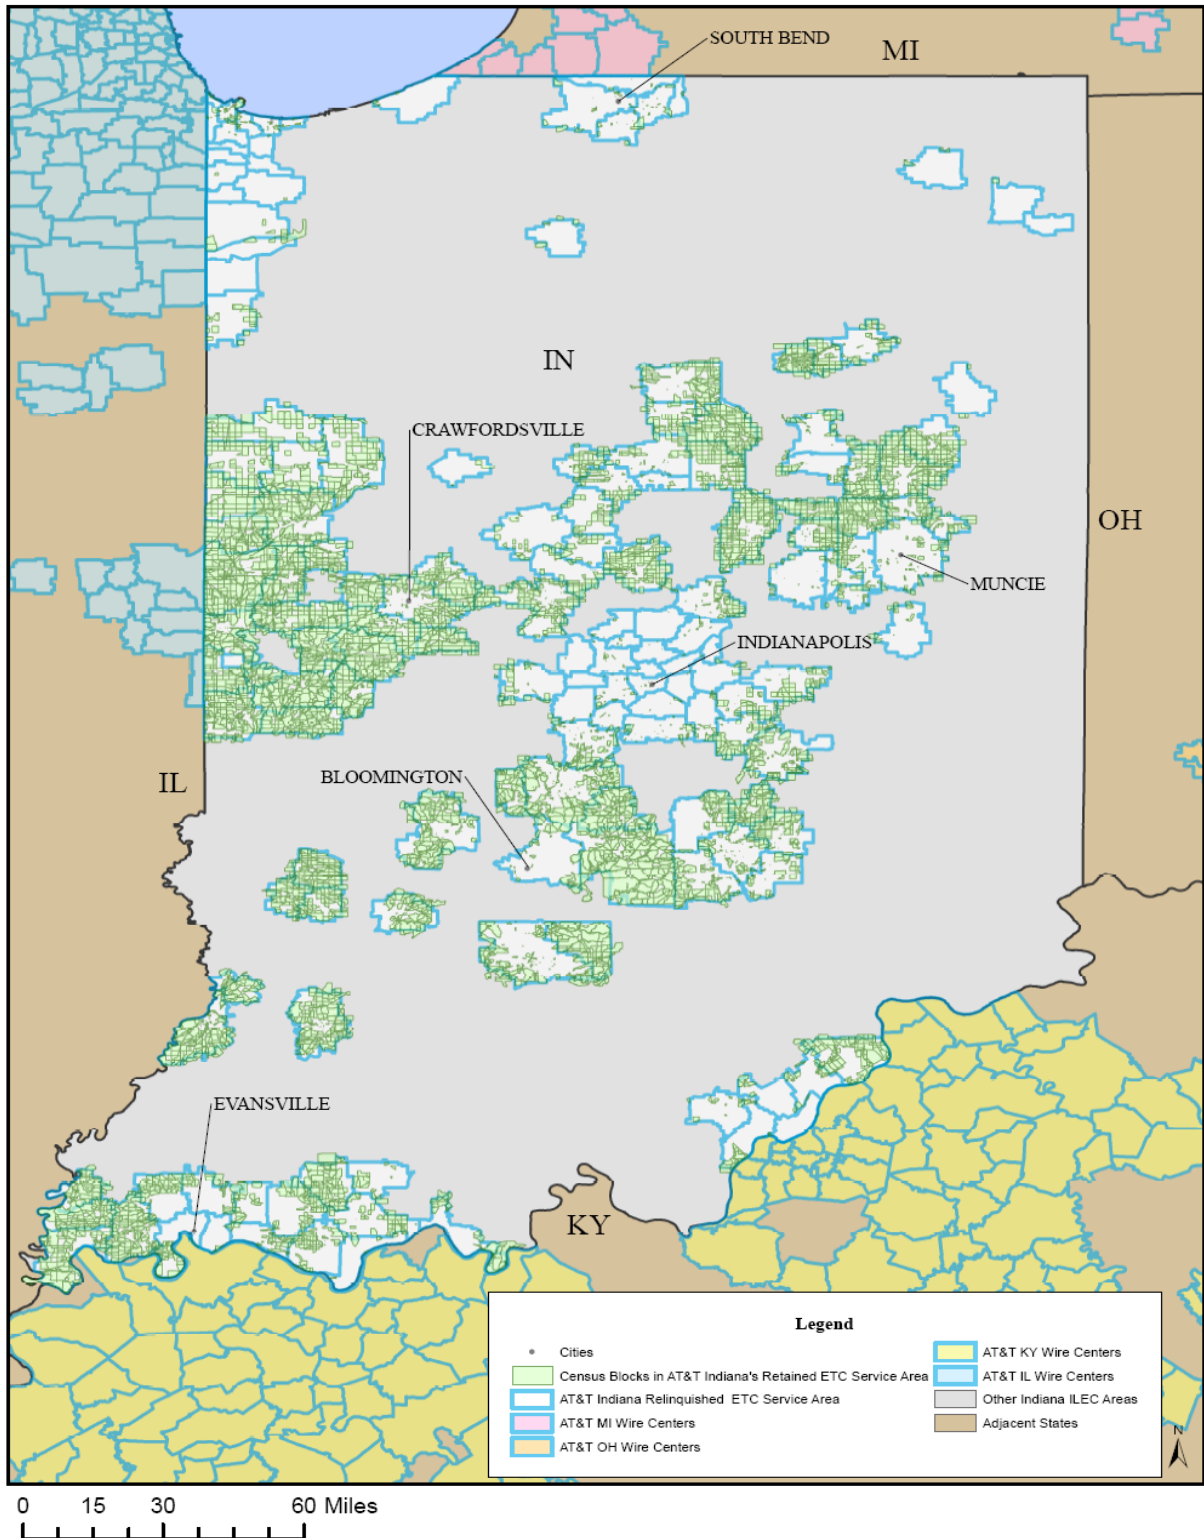 SOUTH BEND
MI
IN
CRAWFORDSVILLE
OH
MUNCIE
INDIANAPOLIS
IL
BLOOMINGTON
EVANSVILLE
KY
Legend
Cities
Census Blocks in AT&T Indiana's Retained ETC Service Area
AT&T Indiana Relinquished ETC Service Area
AT&T MI Wire Centers
AT&T OH Wire Centers
AT&T KY Wire Centers
AT&T IL Wire Centers
Other Indiana ILEC Areas
Adjacent States
N
0 15 30 60 Miles